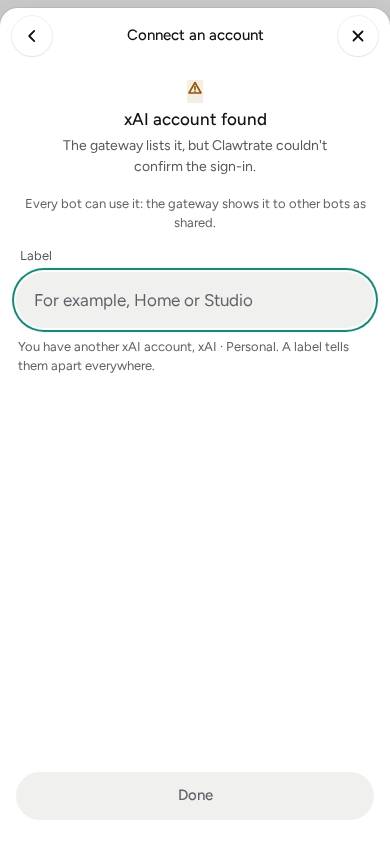 Connect an account
xAI account found
The gateway lists it, but Clawtrate couldn't
confirm the sign-in.
Every bot can use it: the gateway shows it to other bots as
shared.
Label
For example, Home or Studio
You have another xAI account, xAI · Personal. A label tells
them apart everywhere.
Done